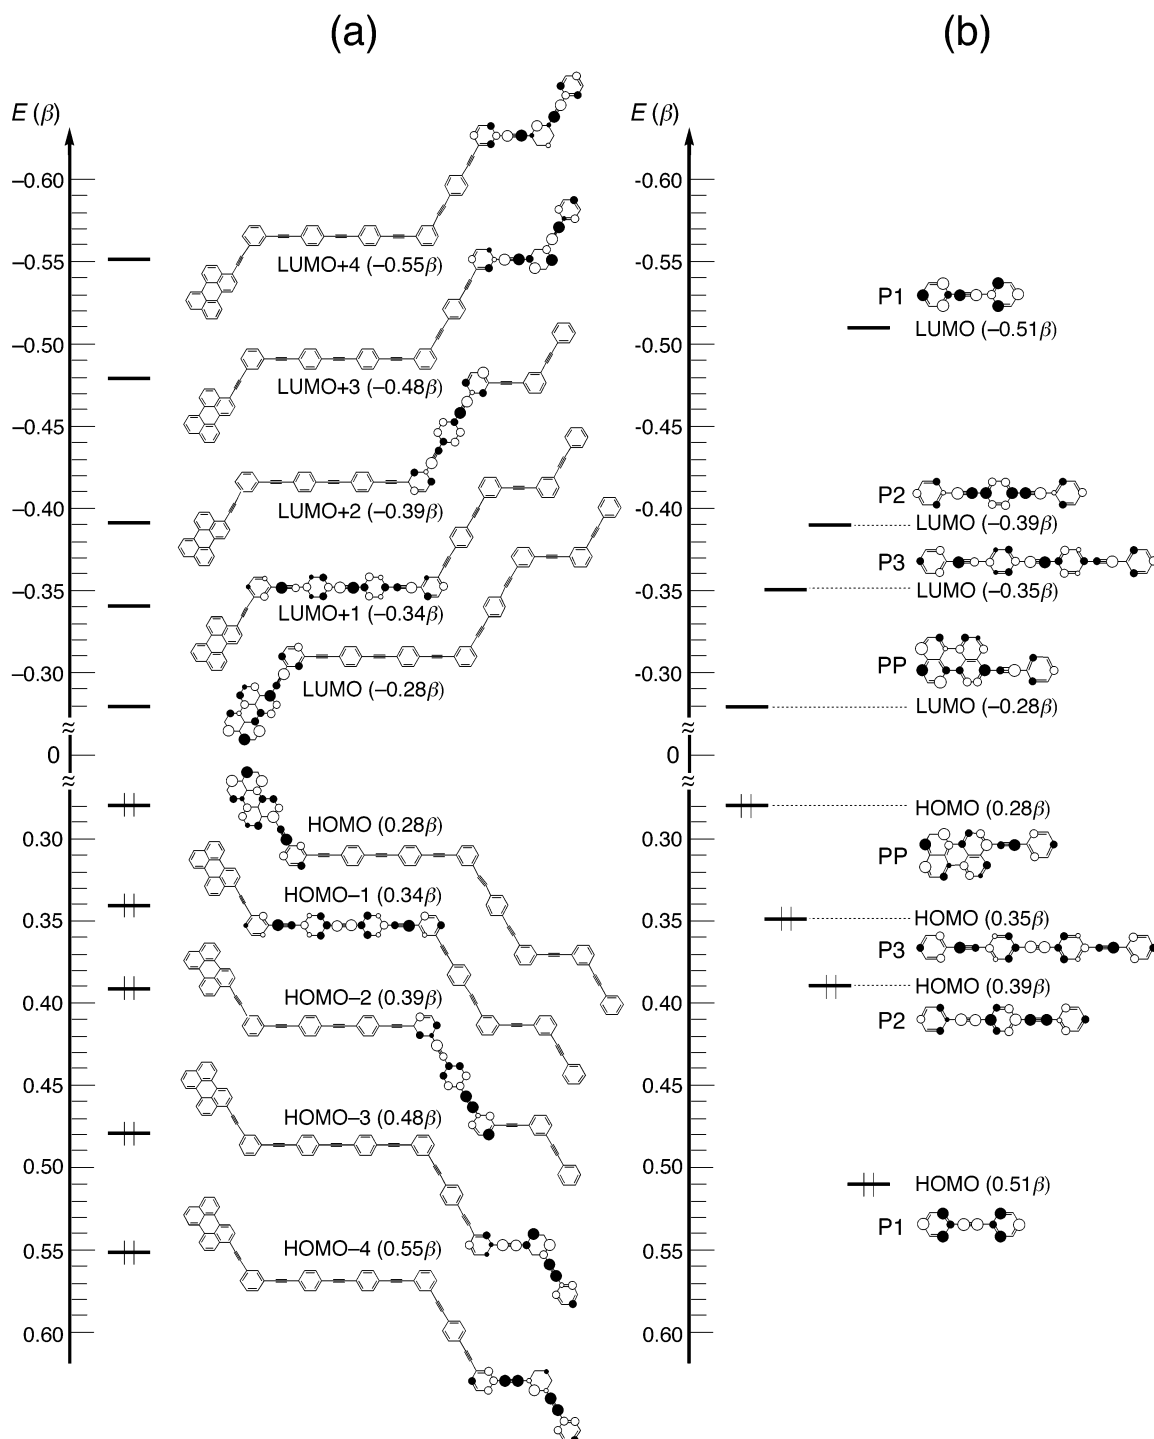 (a)
E (β)
–0.60
–0.55
–0.50
–0.45
–0.40
–0.35
–0.30
≈
0
≈
0.30
0.35
0.40
0.45
0.50
0.55
0.60
LUMO+4 (–0.55β)
LUMO+3 (–0.48β)
LUMO+2 (–0.39β)
LUMO+1 (–0.34β)
LUMO (–0.28β)
HOMO (0.28β)
HOMO–1 (0.34β)
HOMO–2 (0.39β)
HOMO–3 (0.48β)
HOMO–4 (0.55β)
(b)
E (β)
-0.60
-0.55
-0.50
-0.45
-0.40
-0.35
-0.30
≈
0
≈
0.30
0.35
0.40
0.45
0.50
0.55
0.60
P1
LUMO (–0.51β)
P2
LUMO (–0.39β)
P3
LUMO (–0.35β)
PP
LUMO (–0.28β)
HOMO (0.28β)
PP
HOMO (0.35β)
P3
HOMO (0.39β)
P2
HOMO (0.51β)
P1